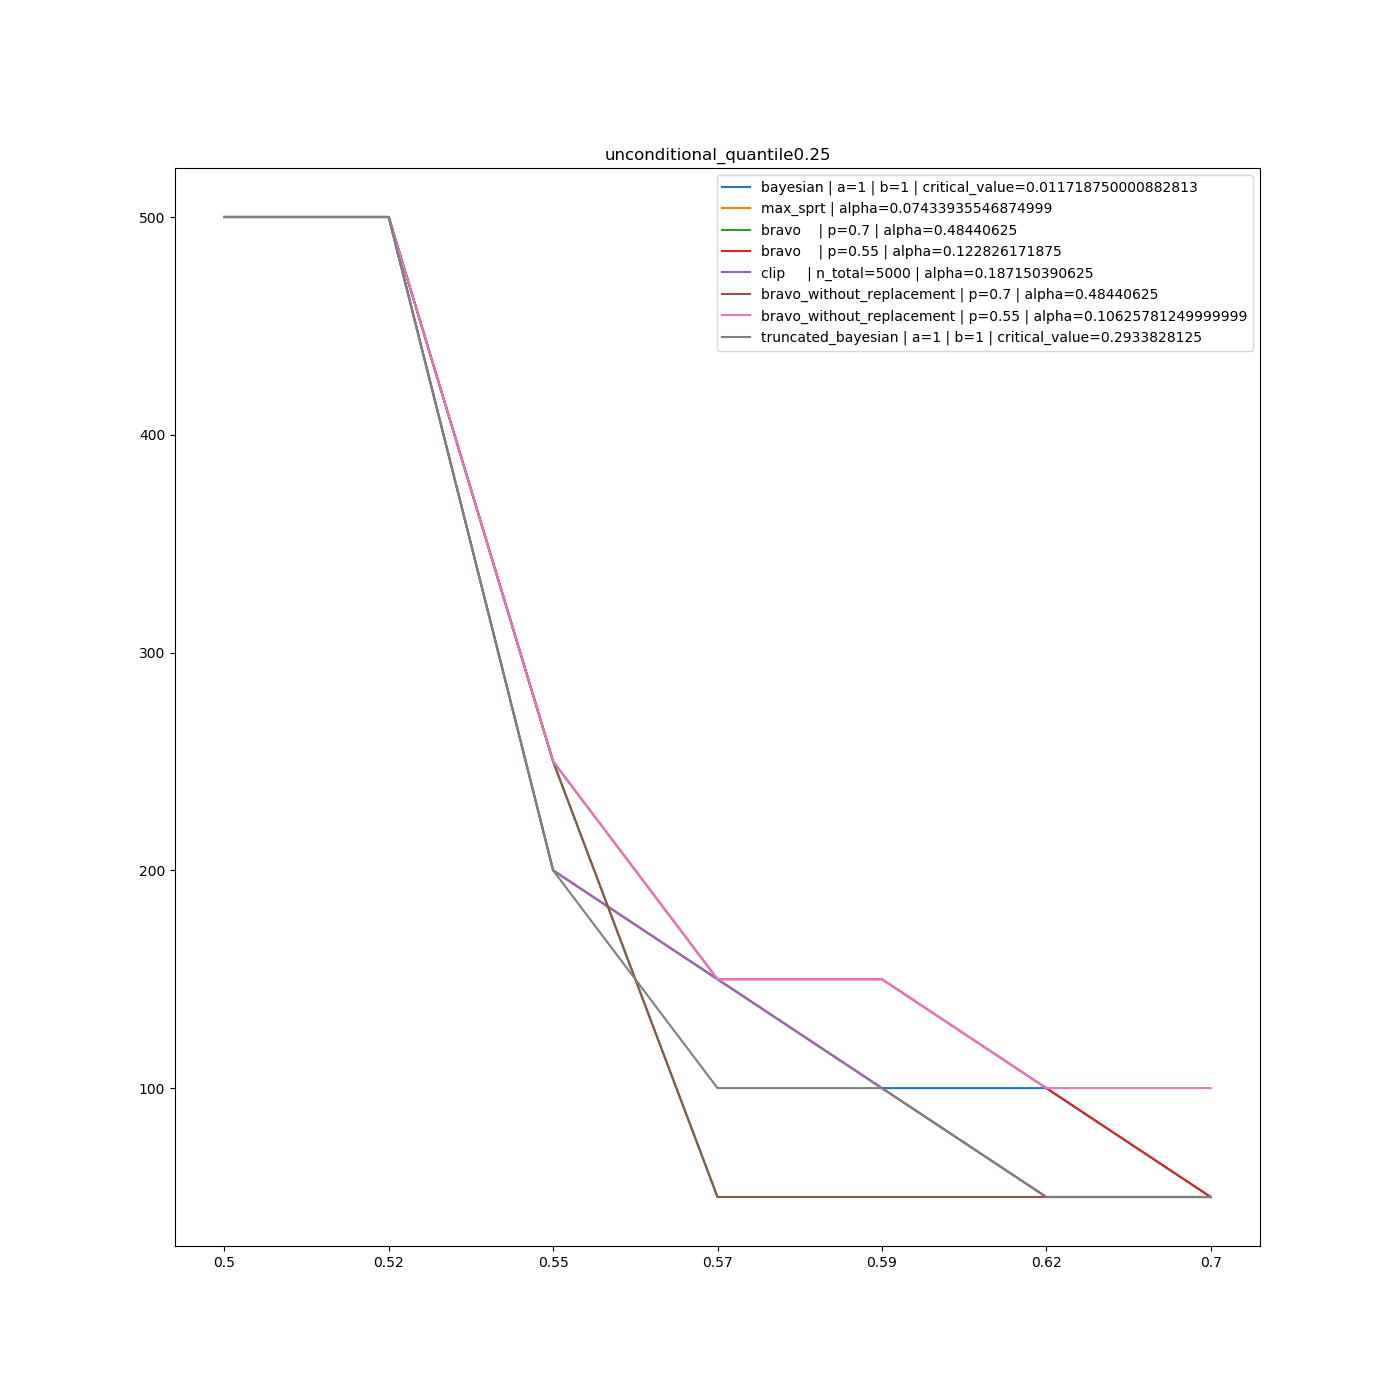 unconditional_quantile0.25
bayesian | a=1 | b=1 | critical_value=0.011718750000882813
max_sprt | alpha=0.07433935546874999
bravo    | p=0.7 | alpha=0.48440625
bravo    | p=0.55 | alpha=0.122826171875
clip     | n_total=5000 | alpha=0.187150390625
bravo_without_replacement | p=0.7 | alpha=0.48440625
bravo_without_replacement | p=0.55 | alpha=0.10625781249999999
truncated_bayesian | a=1 | b=1 | critical_value=0.2933828125
500
400
300
200
100
0.5 0.52 0.55 0.57 0.59 0.62 0.7